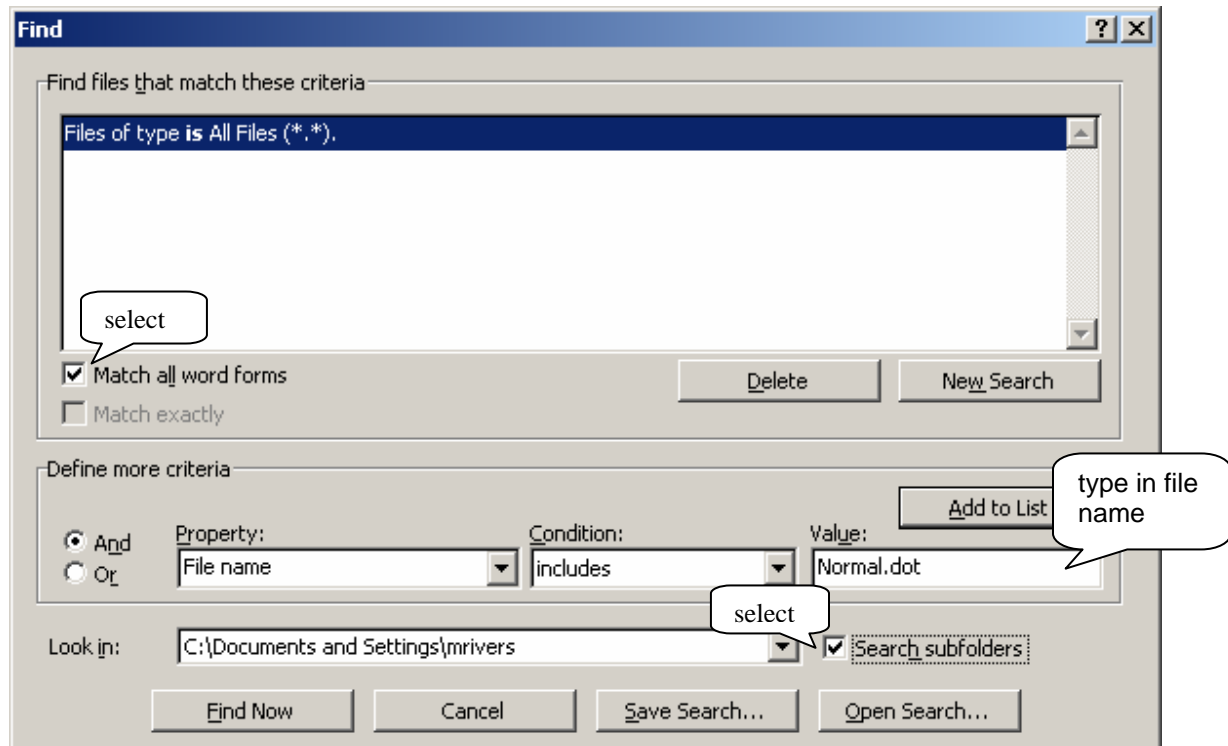 Find
Find files that match these criteria
Files of type is All Files (*.*).
select
Match all word forms
Delete
New Search
Match exactly
Define more criteria
type in file
name
Add to List
And
Or
Property:
Condition:
Value:
File name
includes
Normal.dot
select
Look in:
C:\Documents and Settings\mrivers
Search subfolders
Find Now
Cancel
Save Search...
Open Search...